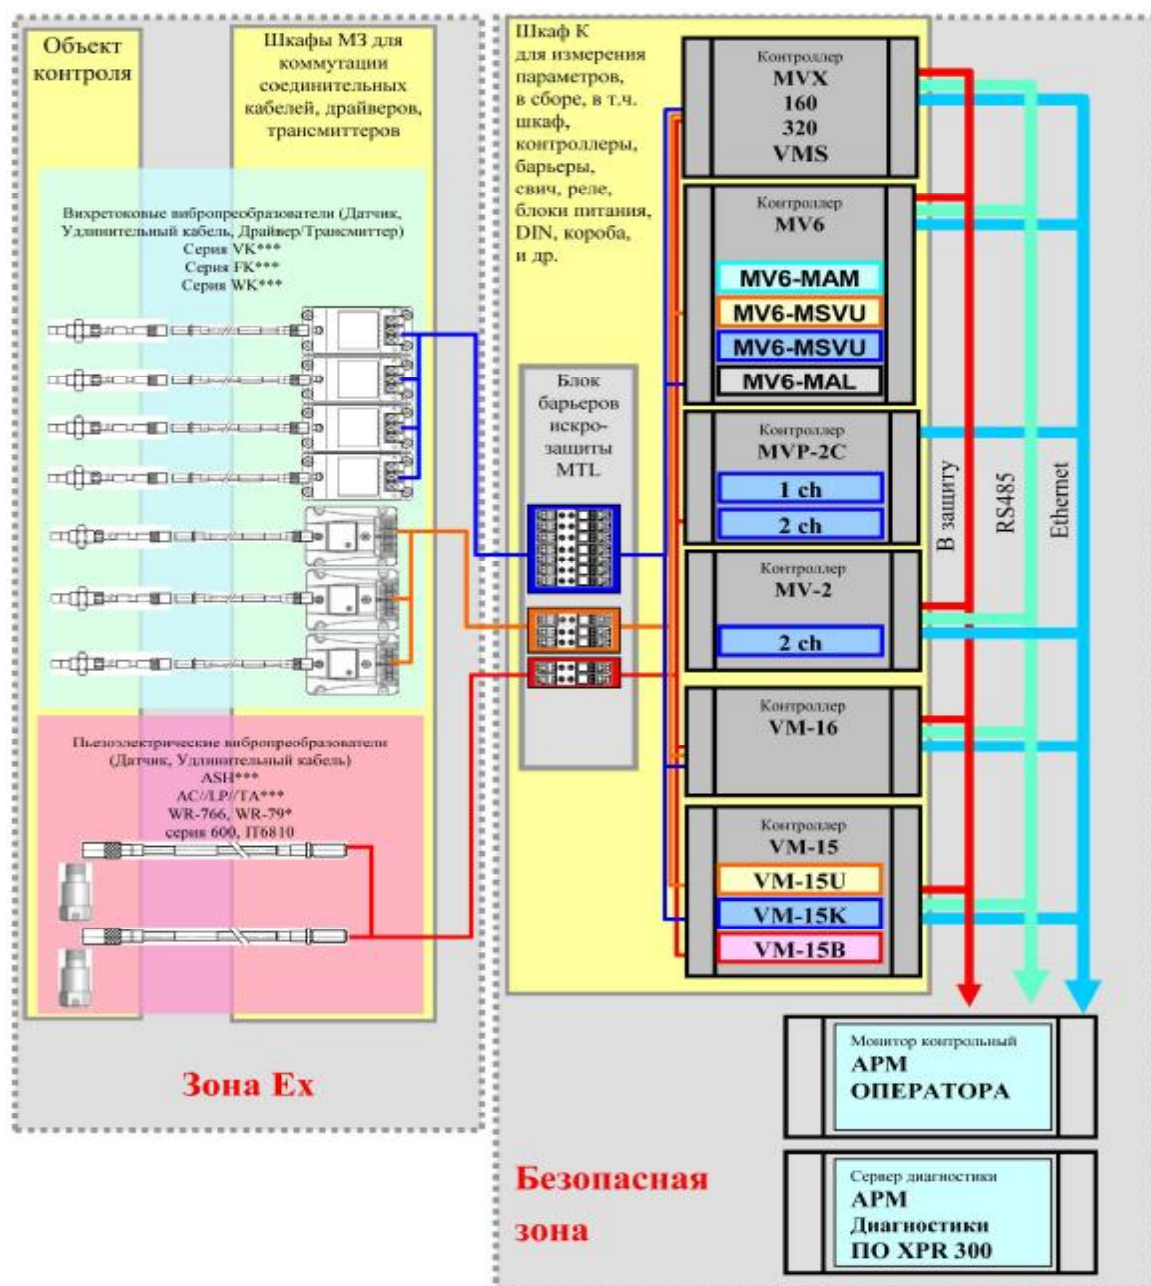 Объект
контроля
Шкафы МЗ для
коммутации
соединительных
кабелей, драйверов,
трансмиттеров
Вихретоковые вибропреобразователи (Датчик,
Удлинительный кабель, Драйвер/Трансмиттер)
Серия VK***
Серия FK***
Серия WK***
Пьезоэлектрические вибропреобразователи
(Датчик, Удлинительный кабель)
ASH***
AC//LP//TA***
WR-766, WR-79*
серия 600, IT6810
Зона Ex
Шкаф К
для измерения
параметров,
в сборе, в т.ч.
шкаф,
контроллеры,
барьеры,
свич, реле,
блоки питания,
DIN, короба,
и др.
Блок
барьеров
искро-
защиты
MTL
Контроллер
MVX
160
320
VMS
Контроллер
MV6
MV6-MAM
MV6-MSVU
MV6-MSVU
MV6-MAL
Контроллер
MVP-2C
1 ch
2 ch
Контроллер
MV-2
2 ch
Контроллер
VM-16
Контроллер
VM-15
VM-15U
VM-15K
VM-15B
В защиту
RS485
Ethernet
Монитор контрольный
АРМ
ОПЕРАТОРА
Сервер диагностики
АРМ
Диагностики
ПО XPR 300
Безопасная
зона